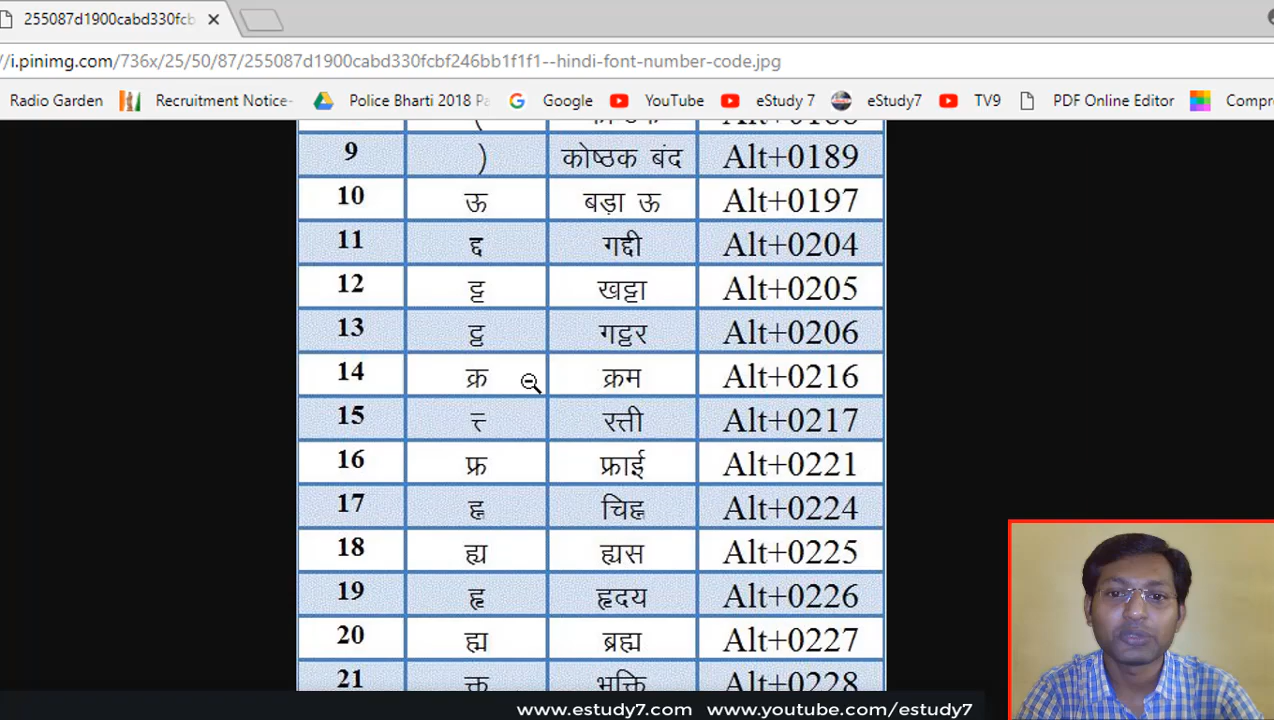 255087d1900cabd330fcb
//i.pinimg.com/736x/25/50/87/255087d1900cabd330fcbf246bb1f1f1--hindi-font-number-code.jpg
Radio Garden Recruitment Notice- Police Bharti 2018 Pa Google YouTube eStudy 7 eStudy7 TV9 PDF Online Editor Compr
9 ) कोष्ठक बंद Alt+0189
10 ऊ बड़ा ऊ Alt+0197
11 द्द गद्दी Alt+0204
12 ट्ट खट्टा Alt+0205
13 ट्ठ गट्ठर Alt+0206
14 क्र क्रम Alt+0216
15 त्त रत्ती Alt+0217
16 फ्र फ्राई Alt+0221
17 ह्न चिह्न Alt+0224
18 ह्य ह्यस Alt+0225
19 हृ हृदय Alt+0226
20 ह्म ब्रह्म Alt+0227
21 क्त भक्ति Alt+0228
www.estudy7.com www.youtube.com/estudy7